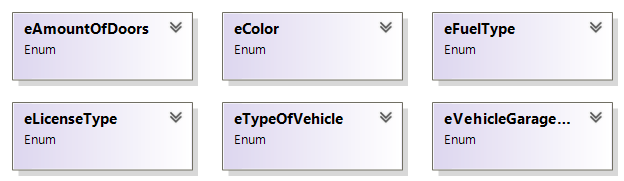 eAmountOfDoors
Enum
eColor
Enum
eFuelType
Enum
eLicenseType
Enum
eTypeOfVehicle
Enum
eVehicleGarage...
Enum